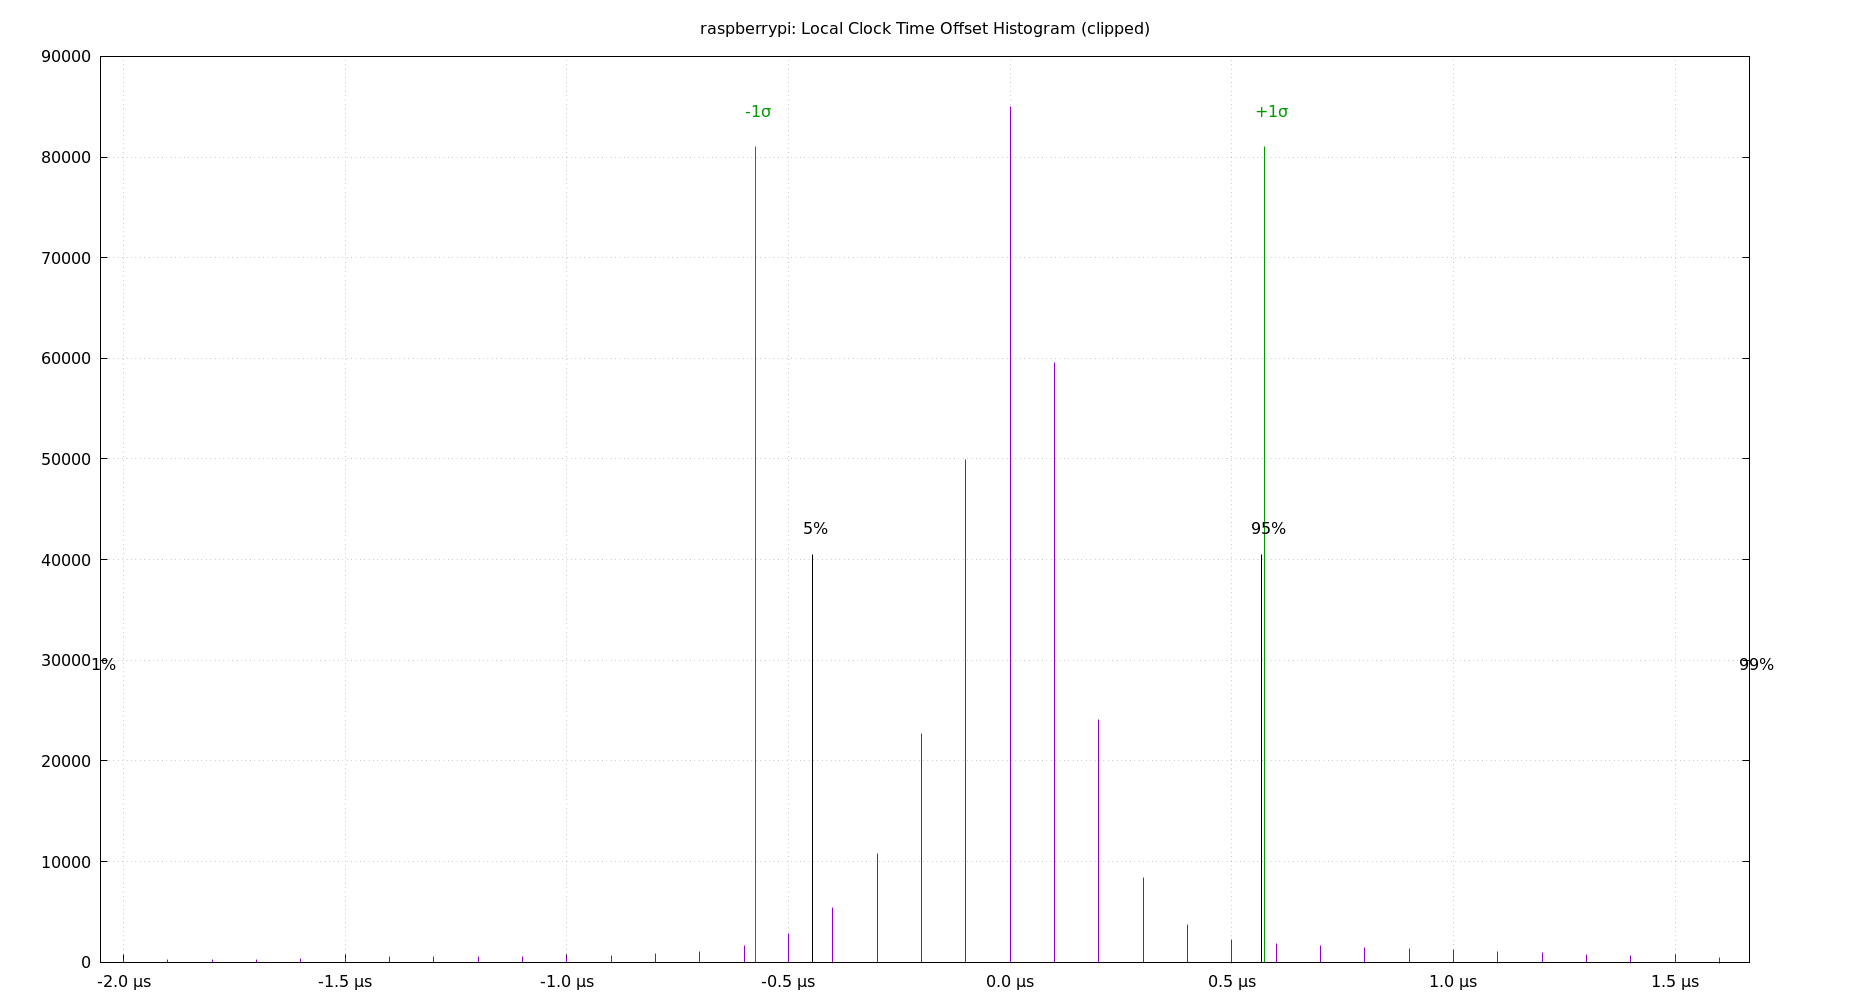 raspberrypi: Local Clock Time Offset Histogram (clipped)
90000
-1σ
+1σ
80000
70000
60000
50000
5%
95%
40000
30000
1%
99%
20000
10000
0
-2.0 µs
-1.5 µs
-1.0 µs
-0.5 µs
0.0 µs
0.5 µs
1.0 µs
1.5 µs